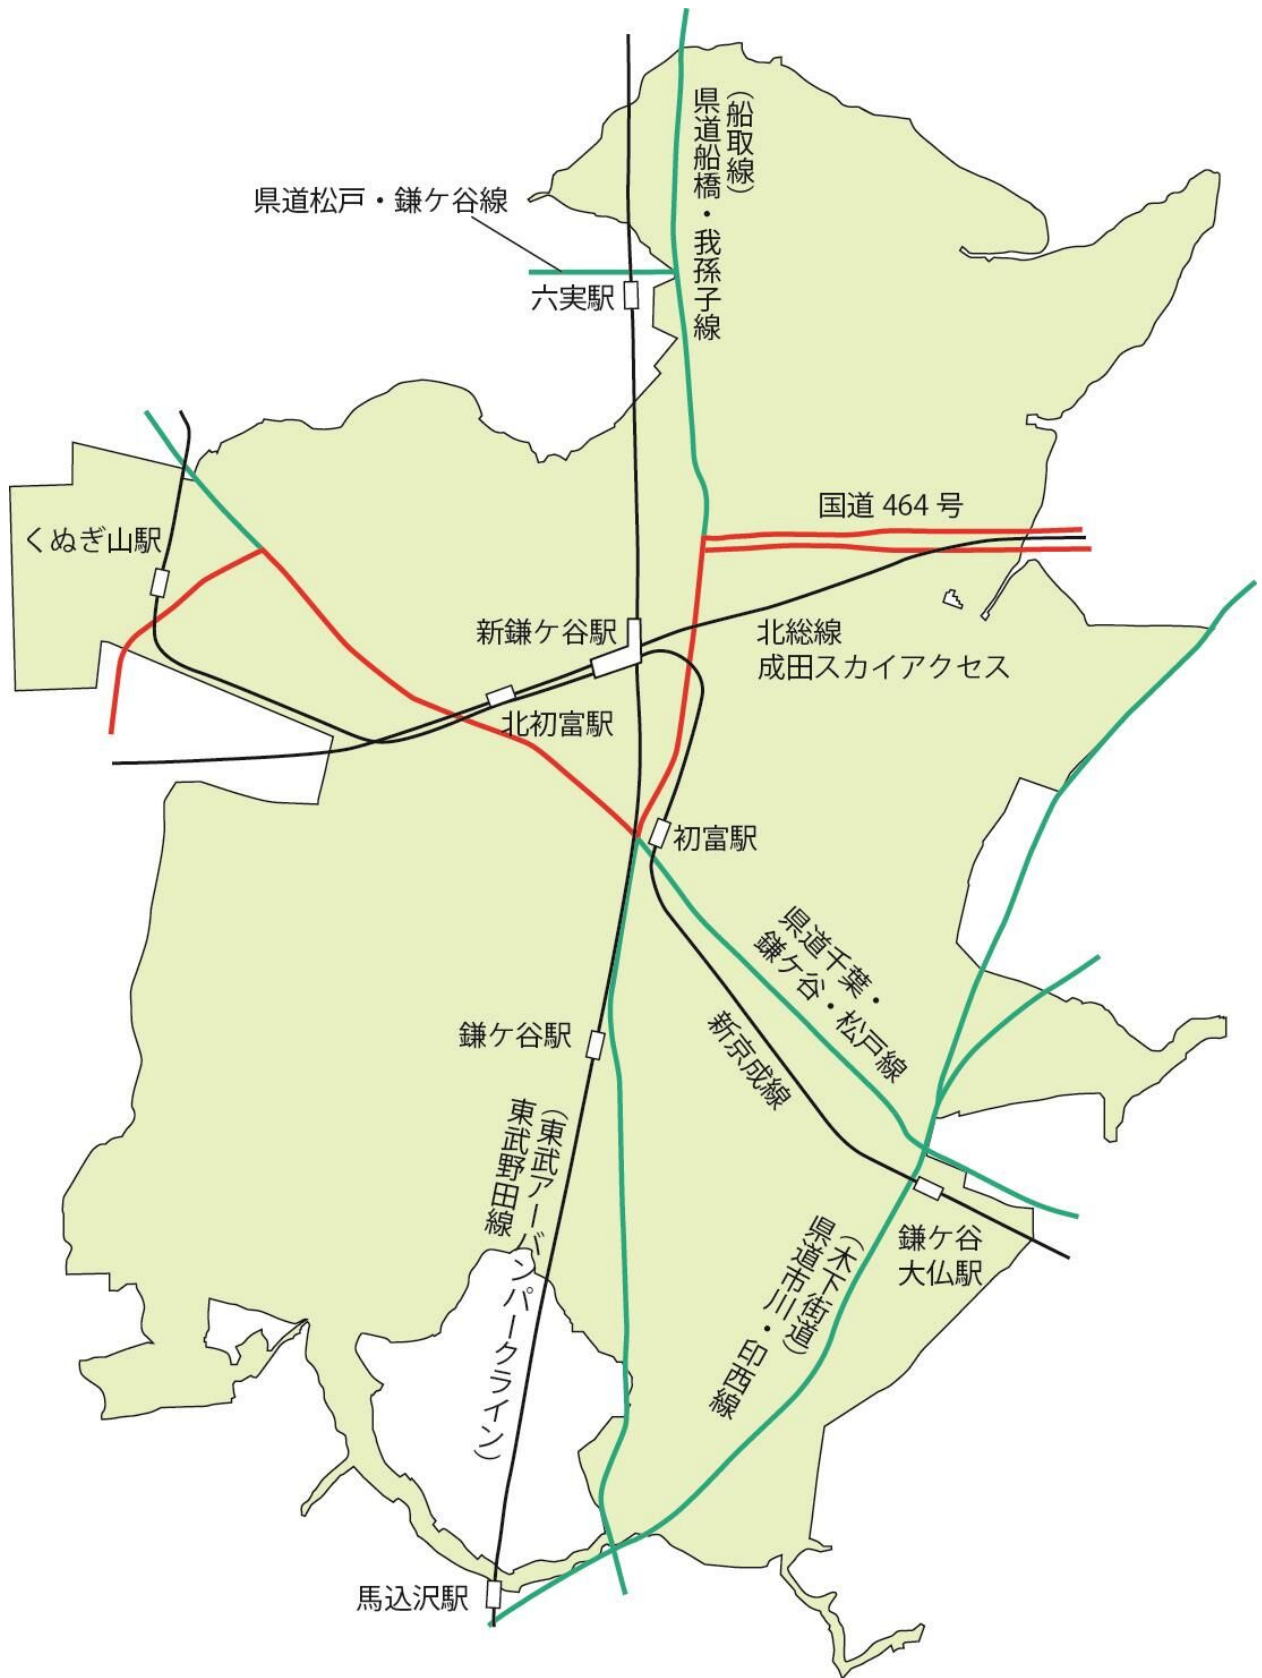 (船取線)
県道船橋・我孫子線
県道松戸・鎌ケ谷線
六実駅
国道 464 号
くぬぎ山駅
新鎌ケ谷駅
北総線
成田スカイアクセス
北初富駅
初富駅
県道千葉・
鎌ケ谷・松戸線
新京成線
鎌ケ谷駅
(東武アーバンパークライン)
東武野田線
鎌ケ谷
大仏駅
(木下街道)
県道市川・印西線
馬込沢駅